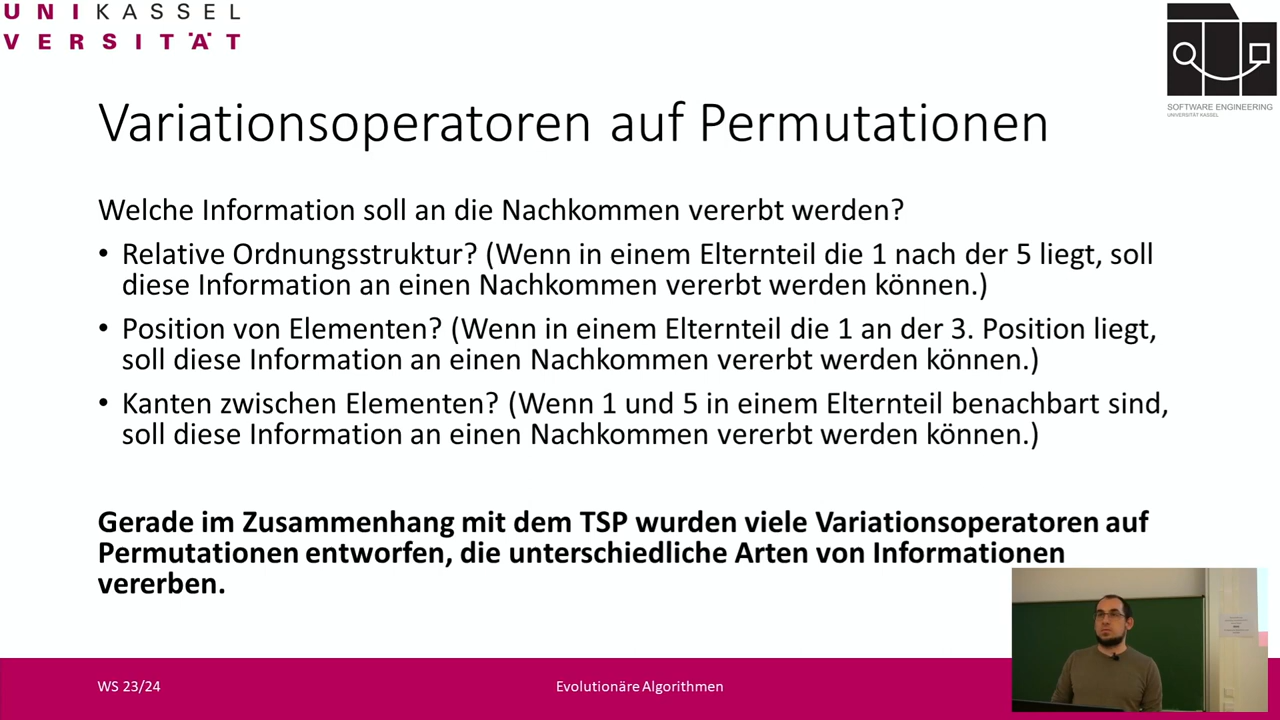 UNIKASSEL
VERSITÄT
SOFTWARE ENGINEERING
UNIVERSITÄT KASSEL
Variationsoperatoren auf Permutationen
Welche Information soll an die Nachkommen vererbt werden?
• Relative Ordnungsstruktur? (Wenn in einem Elternteil die 1 nach der 5 liegt, soll
diese Information an einen Nachkommen vererbt werden können.)
• Position von Elementen? (Wenn in einem Elternteil die 1 an der 3. Position liegt,
soll diese Information an einen Nachkommen vererbt werden können.)
• Kanten zwischen Elementen? (Wenn 1 und 5 in einem Elternteil benachbart sind,
soll diese Information an einen Nachkommen vererbt werden können.)
Gerade im Zusammenhang mit dem TSP wurden viele Variationsoperatoren auf
Permutationen entworfen, die unterschiedliche Arten von Informationen
vererben.
WS 23/24
Evolutionäre Algorithmen